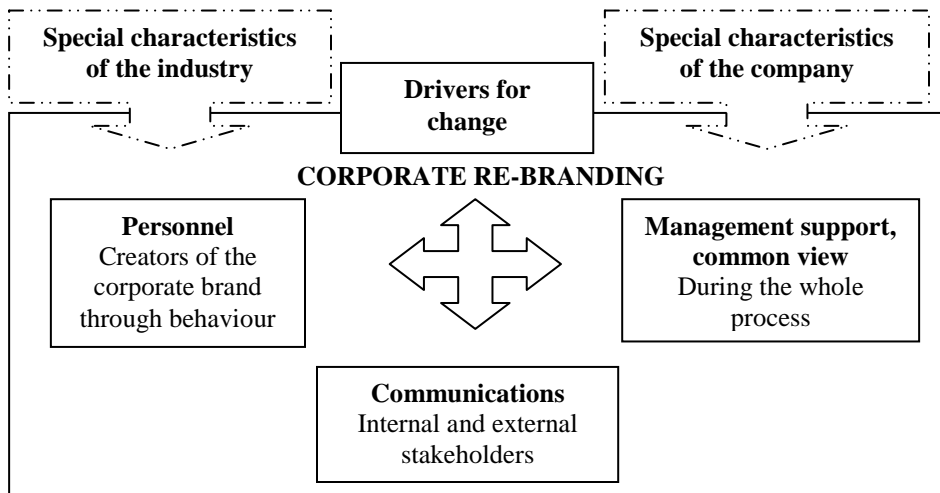 Special characteristics
of the industry
Special characteristics
of the company
Drivers for
change
CORPORATE RE-BRANDING
Personnel
Creators of the
corporate brand
through behaviour
Management support,
common view
During the whole
process
Communications
Internal and external
stakeholders